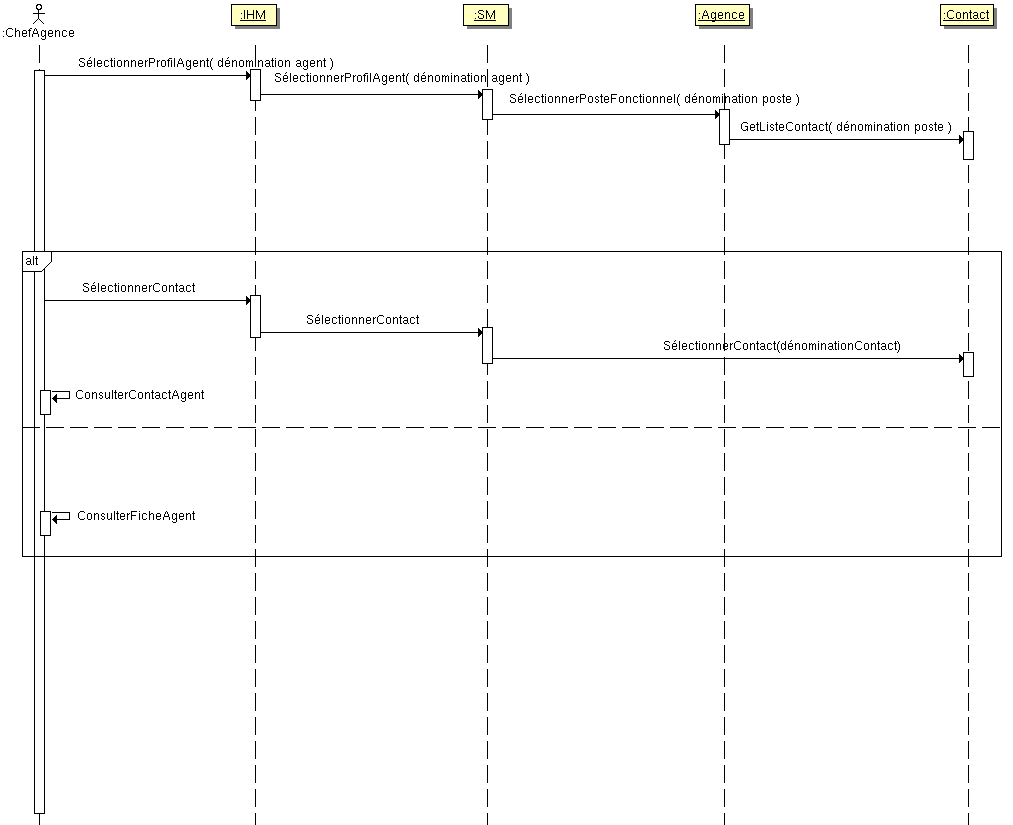 :ChefAgence
:IHM
:SM
:Agence
:Contact
SélectionnerProfilAgent( dénomination agent )
SélectionnerProfilAgent( dénomination agent )
SélectionnerPosteFonctionnel( dénomination poste )
GetListeContact( dénomination poste )
alt
SélectionnerContact
SélectionnerContact
SélectionnerContact(dénominationContact)
ConsulterContactAgent
ConsulterFicheAgent